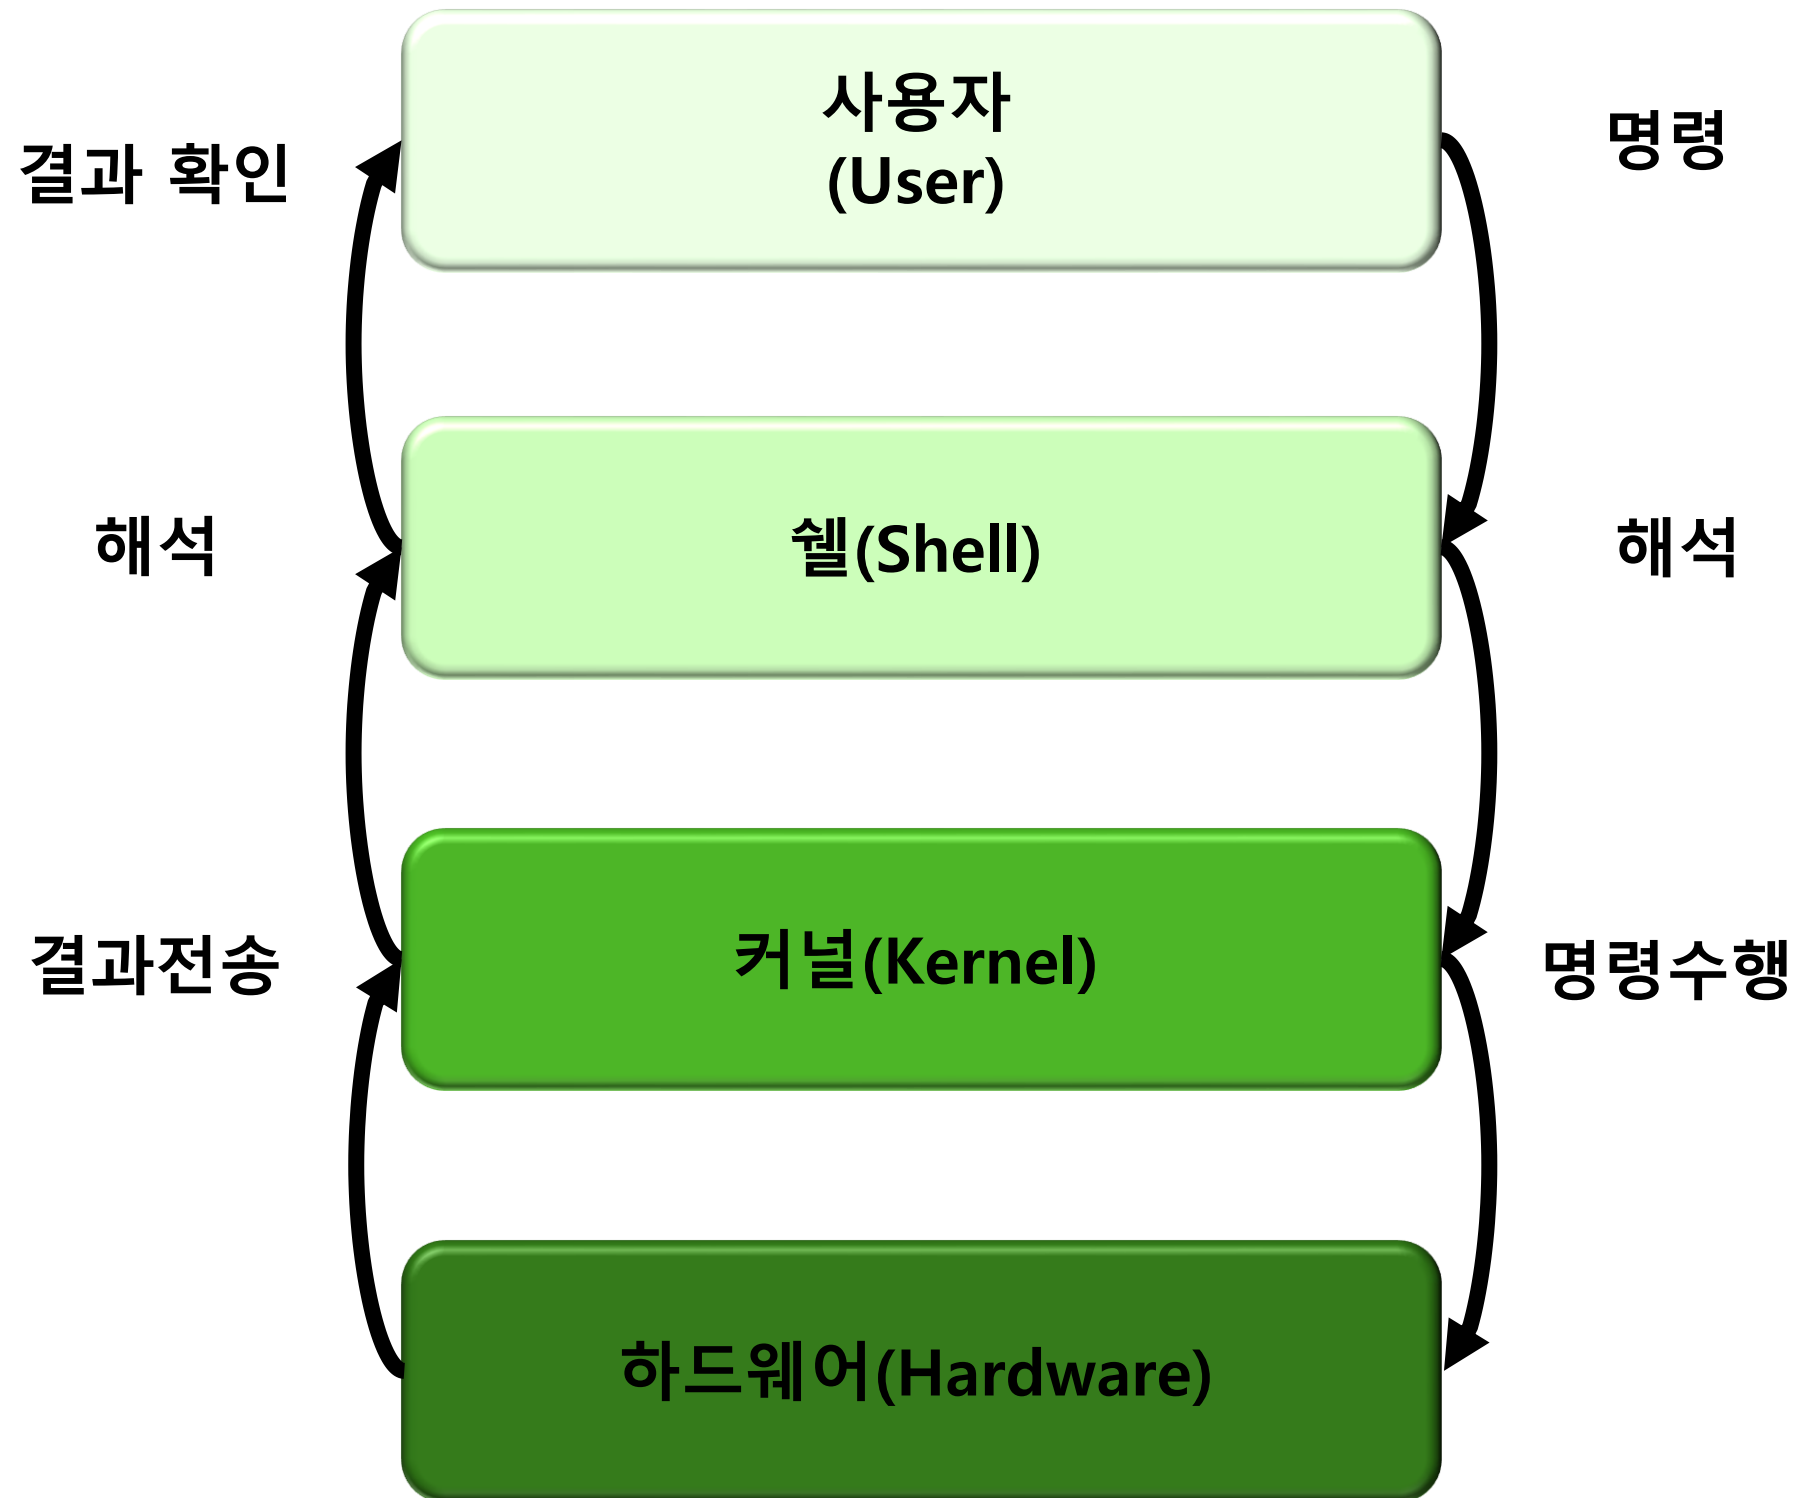 사용자
(User)
명령
결과 확인
쉘(Shell)
해석
해석
커널(Kernel)
결과전송
명령수행
하드웨어(Hardware)